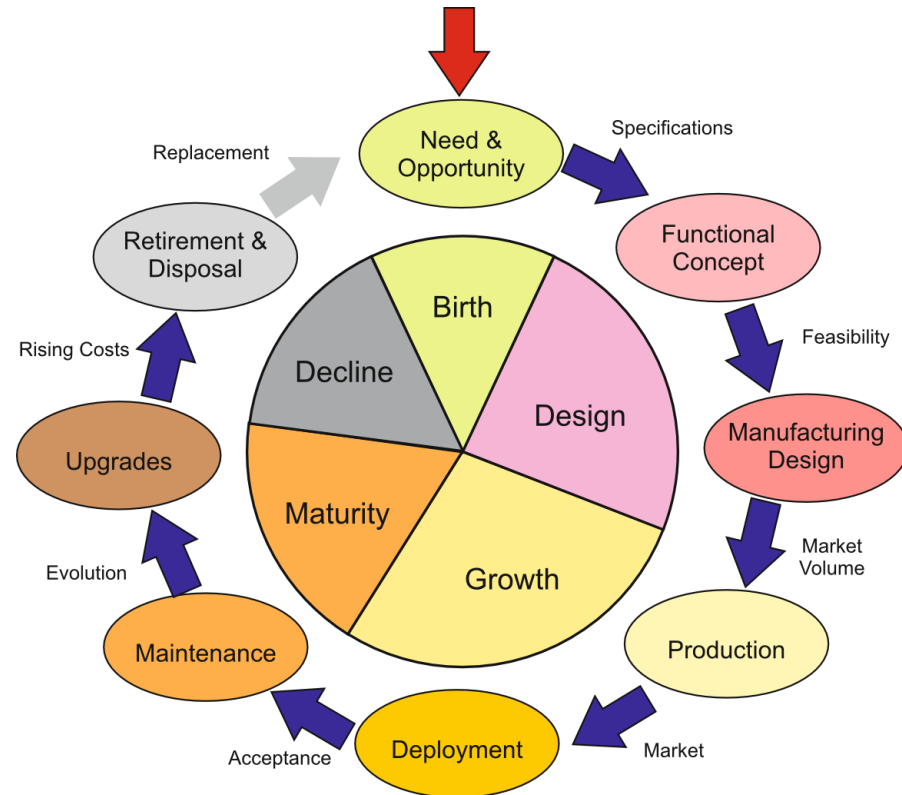 Need &
Opportunity
Specifications
Functional
Concept
Feasibility
Manufacturing
Design
Market
Volume
Production
Market
Deployment
Acceptance
Maintenance
Evolution
Upgrades
Rising Costs
Retirement &
Disposal
Replacement
Birth
Design
Growth
Maturity
Decline